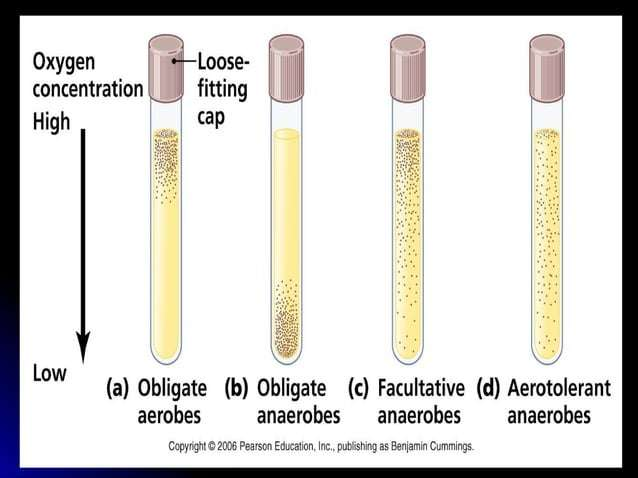 Oxygen
concentration
High
Loose-
fitting
cap
Low
(a) Obligate
aerobes
(b) Obligate
anaerobes
(c) Facultative
anaerobes
(d) Aerotolerant
anaerobes
Copyright © 2006 Pearson Education, Inc., publishing as Benjamin Cummings.